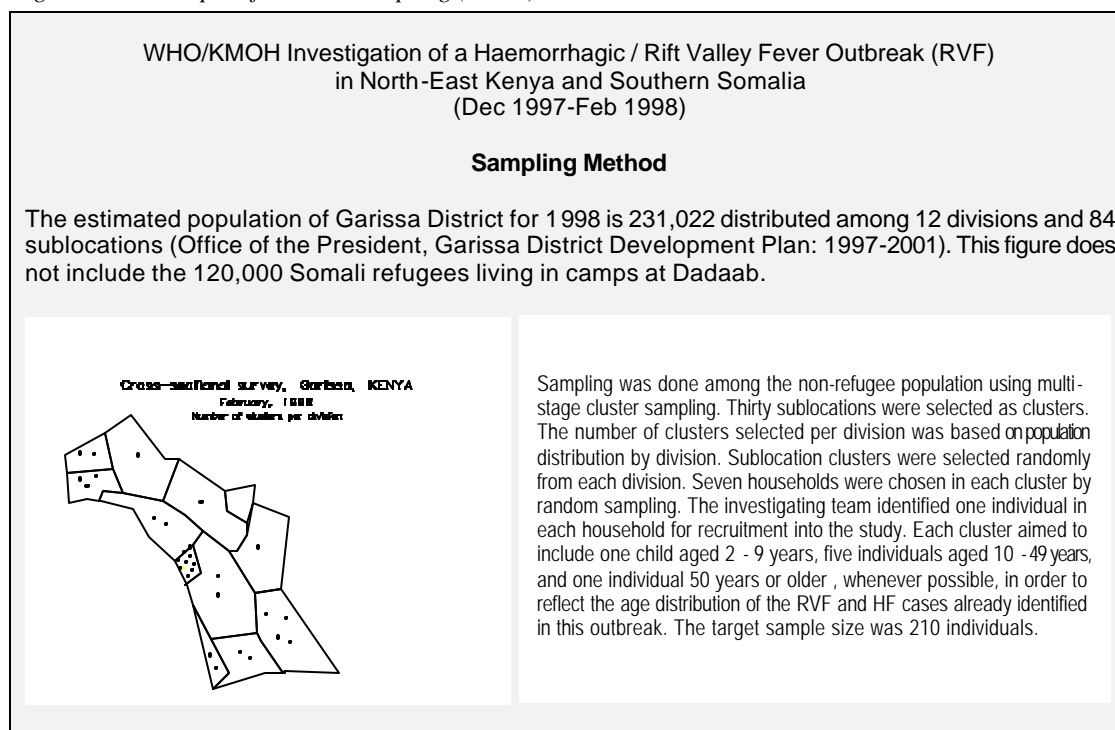 WHO/KMOH Investigation of a Haemorrhagic / Rift Valley Fever Outbreak (RVF)
in North-East Kenya and Southern Somalia
(Dec 1997-Feb 1998)
Sampling Method
The estimated population of Garissa District for 1998 is 231,022 distributed among 12 divisions and 84
sublocations (Office of the President, Garissa District Development Plan: 1997-2001). This figure does
not include the 120,000 Somali refugees living in camps at Dadaab.
Cross-sectional survey, Garissa, KENYA
February, 1998
Number of clusters per division
Sampling was done among the non-refugee population using multi-
stage cluster sampling. Thirty sublocations were selected as clusters.
The number of clusters selected per division was based on population
distribution by division. Sublocation clusters were selected randomly
from each division. Seven households were chosen in each cluster by
random sampling. The investigating team identified one individual in
each household for recruitment into the study. Each cluster aimed to
include one child aged 2 - 9 years, five individuals aged 10 - 49 years,
and one individual 50 years or older , whenever possible, in order to
reflect the age distribution of the RVF and HF cases already identified
in this outbreak. The target sample size was 210 individuals.